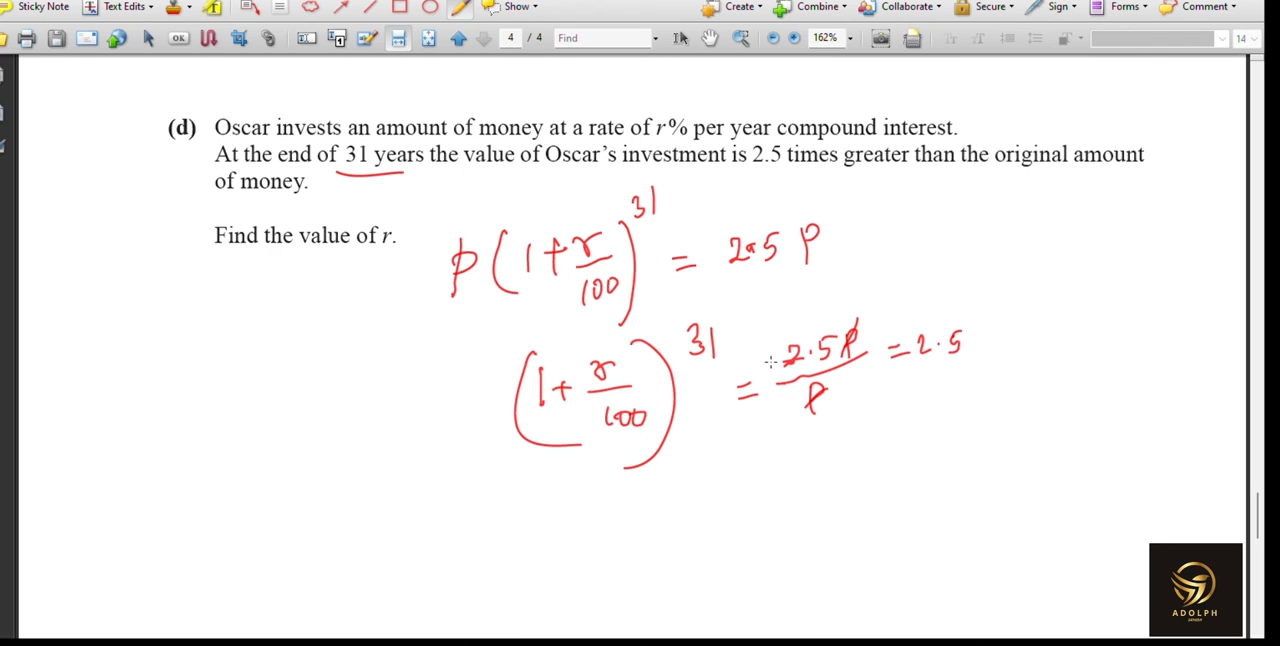 Sticky Note Text Edits Show Create Combine Collaborate Secure Sign Forms Comment
OK 4 / 4 Find 162% 14
(d) Oscar invests an amount of money at a rate of r% per year compound interest.
At the end of 31 years the value of Oscar's investment is 2.5 times greater than the original amount
of money.
Find the value of r.
p(1+r/100)^31 = 2.5 P
(1+r/100)^31 = 2.5P/P = 2.5
ADOLPH